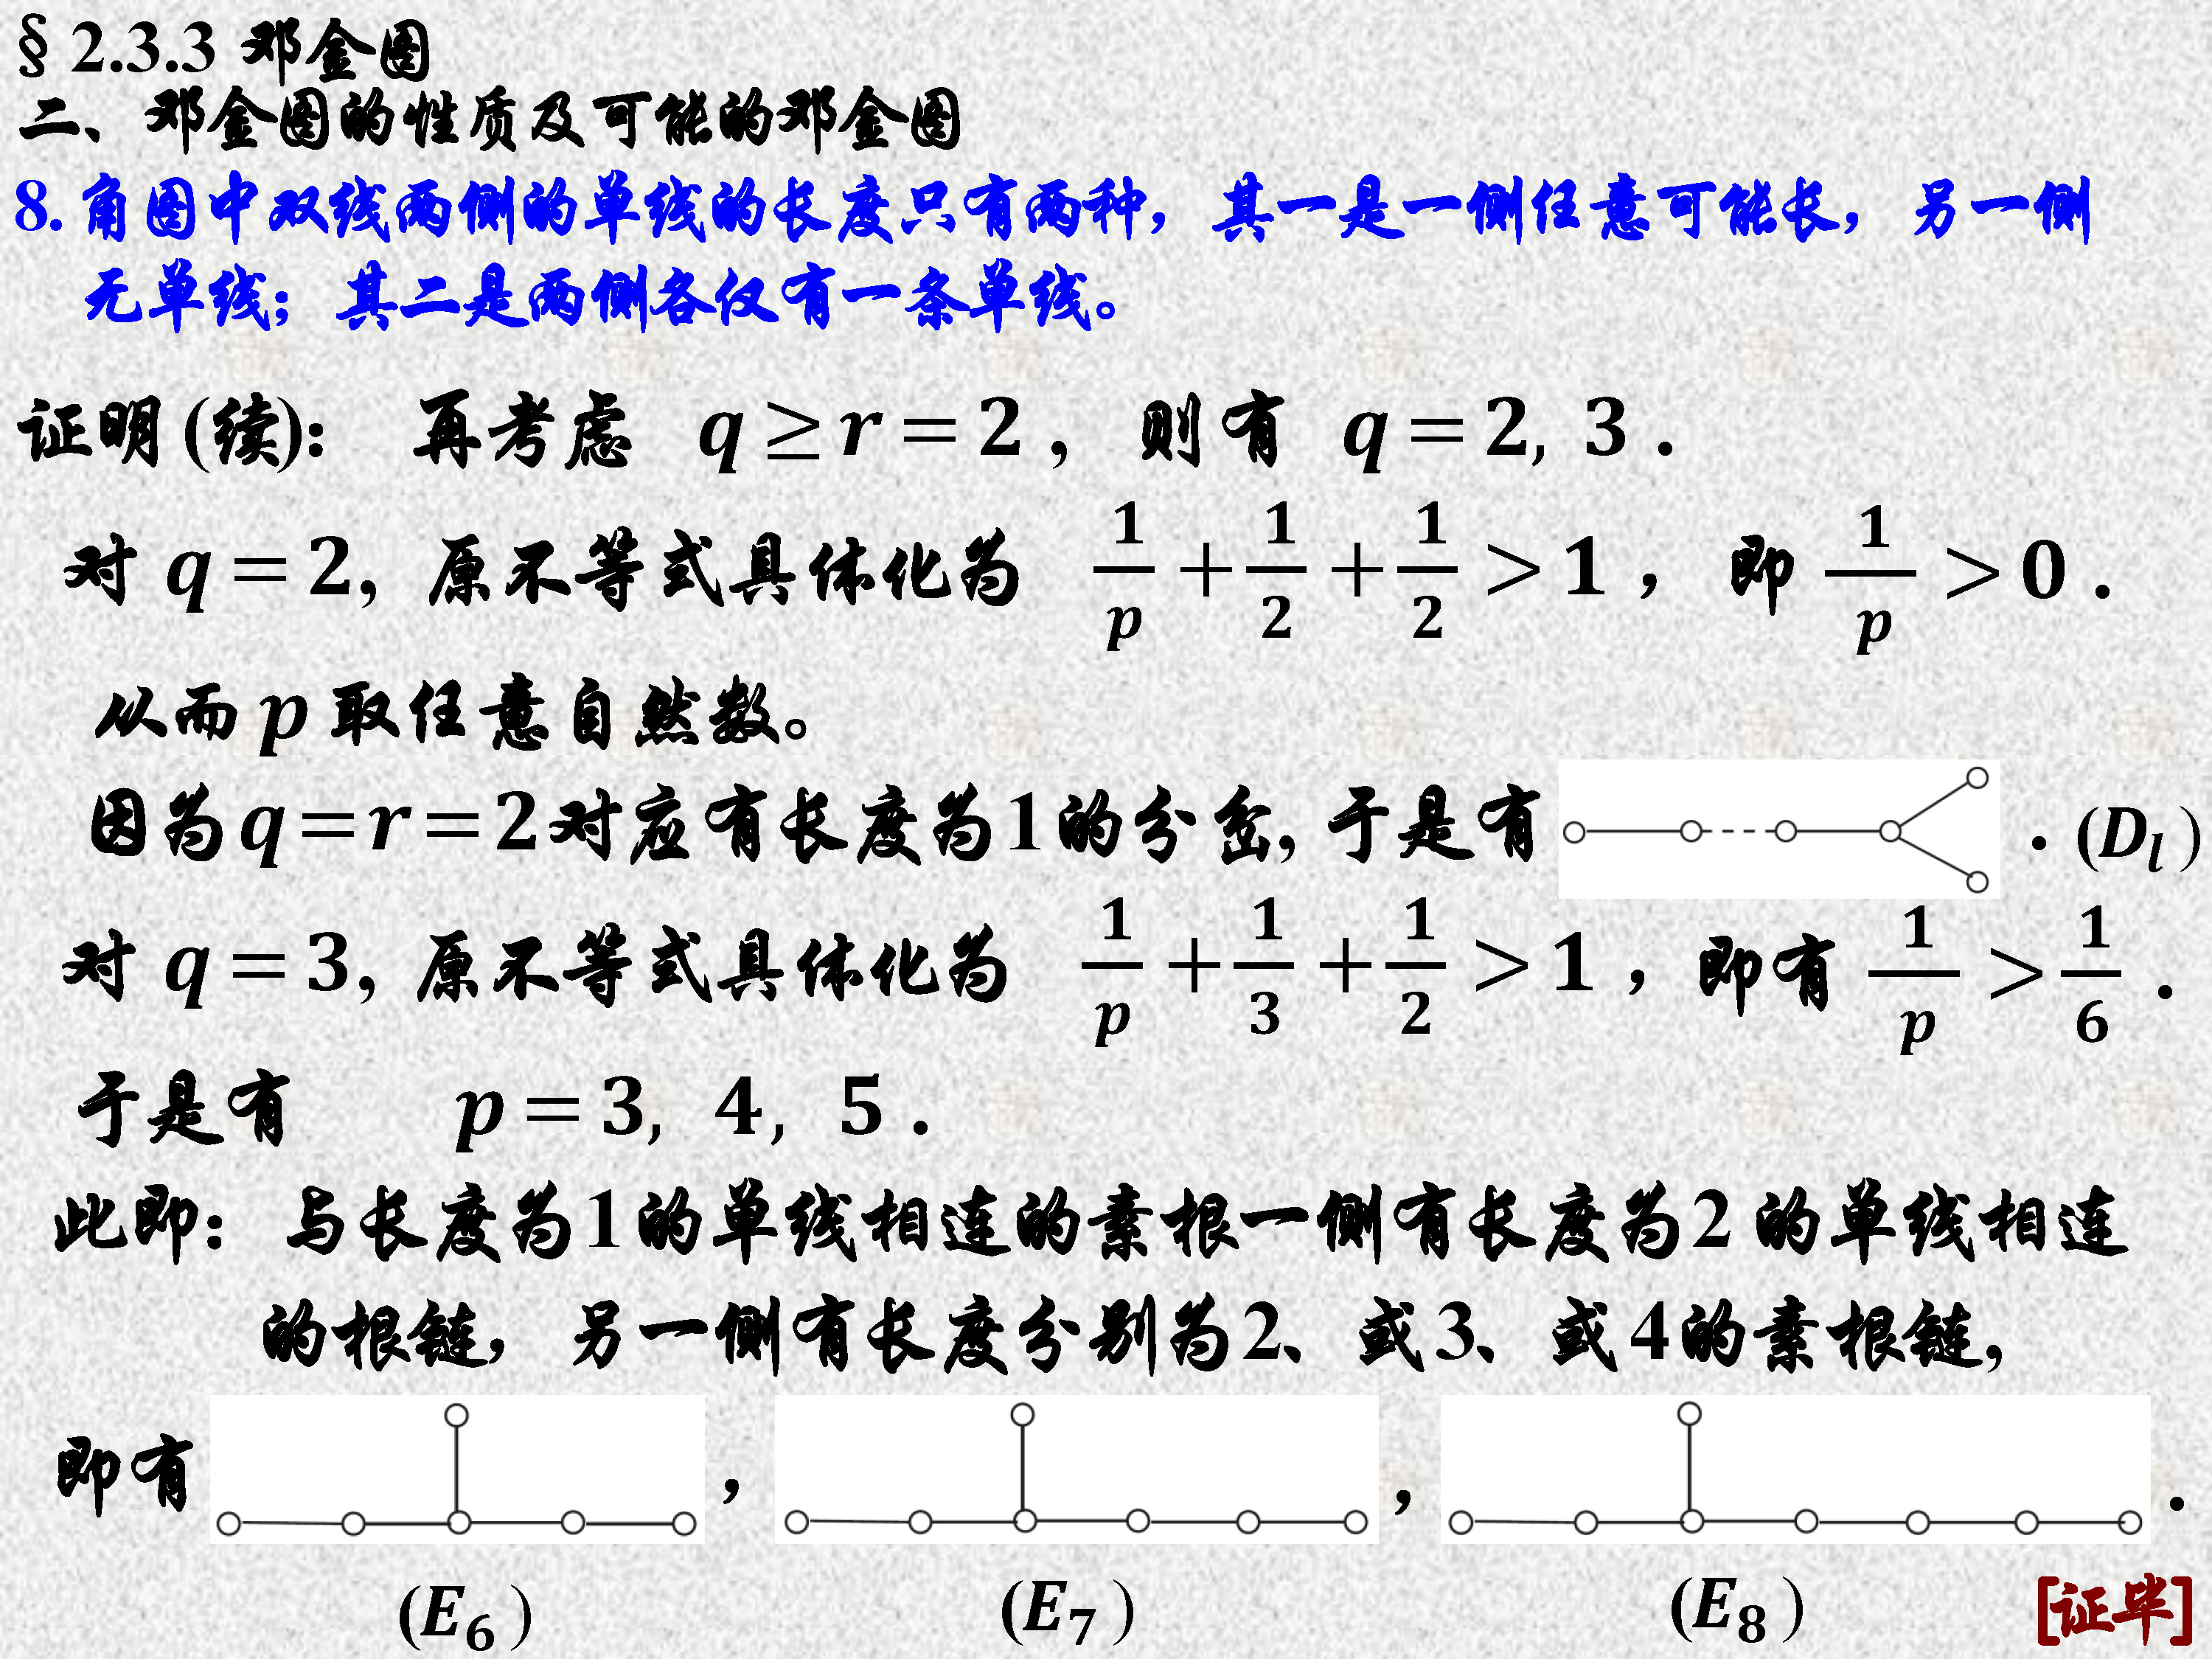 § 2.3.3 邓金图
二、邓金图的性质及可能的邓金图
8. 角图中双线两侧的单线的长度只有两种，其一是一侧任意可能长，另一侧
无单线；其二是两侧各仅有一条单线。
证明 (续)： 再考虑 q ≥ r = 2 , 则有 q = 2, 3 .
对 q = 2, 原不等式具体化为 1/p + 1/2 + 1/2 > 1 , 即 1/p > 0 .
从而 p 取任意自然数。
因为 q = r = 2 对应有长度为1的分岔, 于是有 . (D_l)
对 q = 3, 原不等式具体化为 1/p + 1/3 + 1/2 > 1 , 即有 1/p > 1/6 .
于是有 p = 3, 4, 5 .
此即： 与长度为1的单线相连的素根一侧有长度为2的单线相连
的根链， 另一侧有长度分别为2、或3、或4的素根链，
即有 , , .
(E_6) (E_7) (E_8) [证毕]